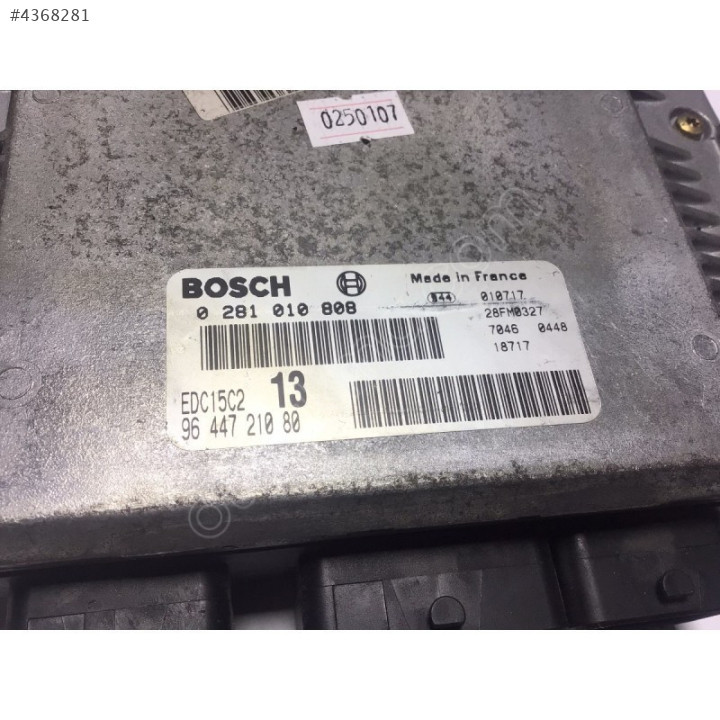 #4368281
0250107
BOSCH
Made in France
0 281 010 808
B44 010717
28FM0327
7046 0448
18717
EDC15C2 13
96 447 210 80